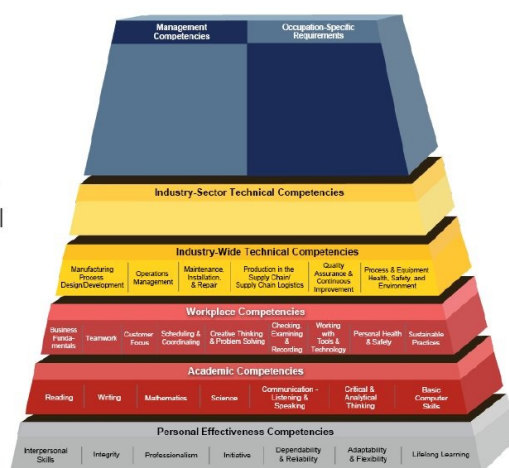 Management
Competencies
Occupation-Specific
Requirements
Industry-Sector Technical Competencies
Industry-Wide Technical Competencies
Manufacturing
Process
Design/Development
Operations
Management
Maintenance,
Installation,
& Repair
Production in the
Supply Chain/
Supply Chain Logistics
Quality
Assurance &
Continuous
Improvement
Process & Equipment
Health, Safety, and
Environment
Workplace Competencies
Business
Funda-
mentals
Teamwork
Customer
Focus
Scheduling &
Coordinating
Creative Thinking
& Problem Solving
Checking,
Examining
& Recording
Working
with
Tools &
Technology
Personal Health
& Safety
Sustainable
Practices
Academic Competencies
Reading
Writing
Mathematics
Science
Communication -
Listening &
Speaking
Critical &
Analytical
Thinking
Basic
Computer
Skills
Personal Effectiveness Competencies
Interpersonal
Skills
Integrity
Professionalism
Initiative
Dependability
& Reliability
Adaptability
& Flexibility
Lifelong Learning